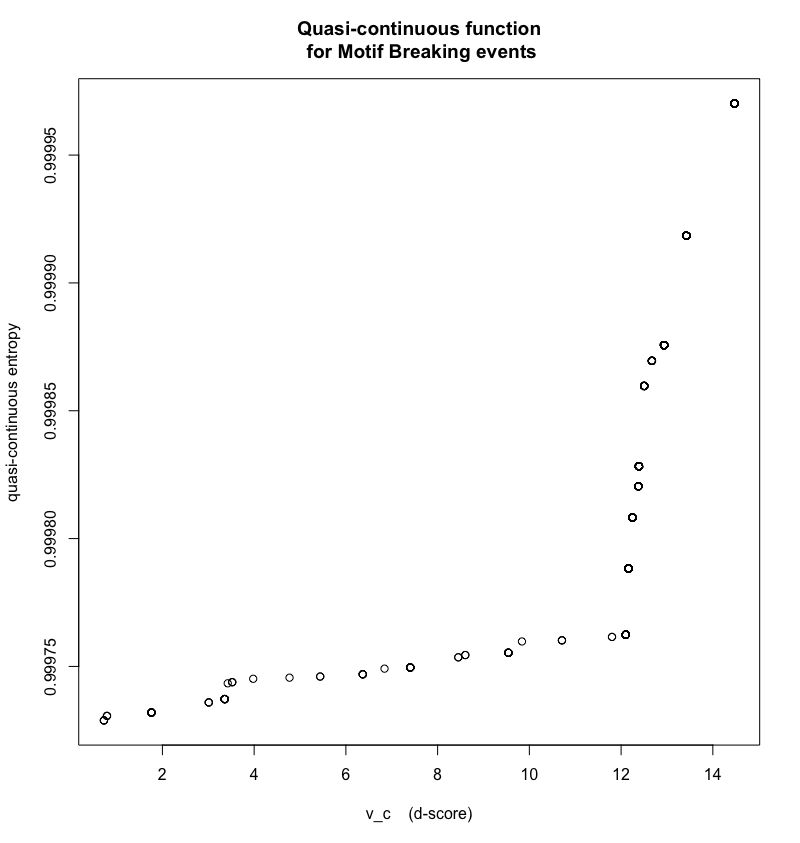 Quasi-continuous function
for Motif Breaking events
quasi-continuous entropy
0.99995
0.99990
0.99985
0.99980
0.99975
2 4 6 8 10 12 14
v_c (d-score)